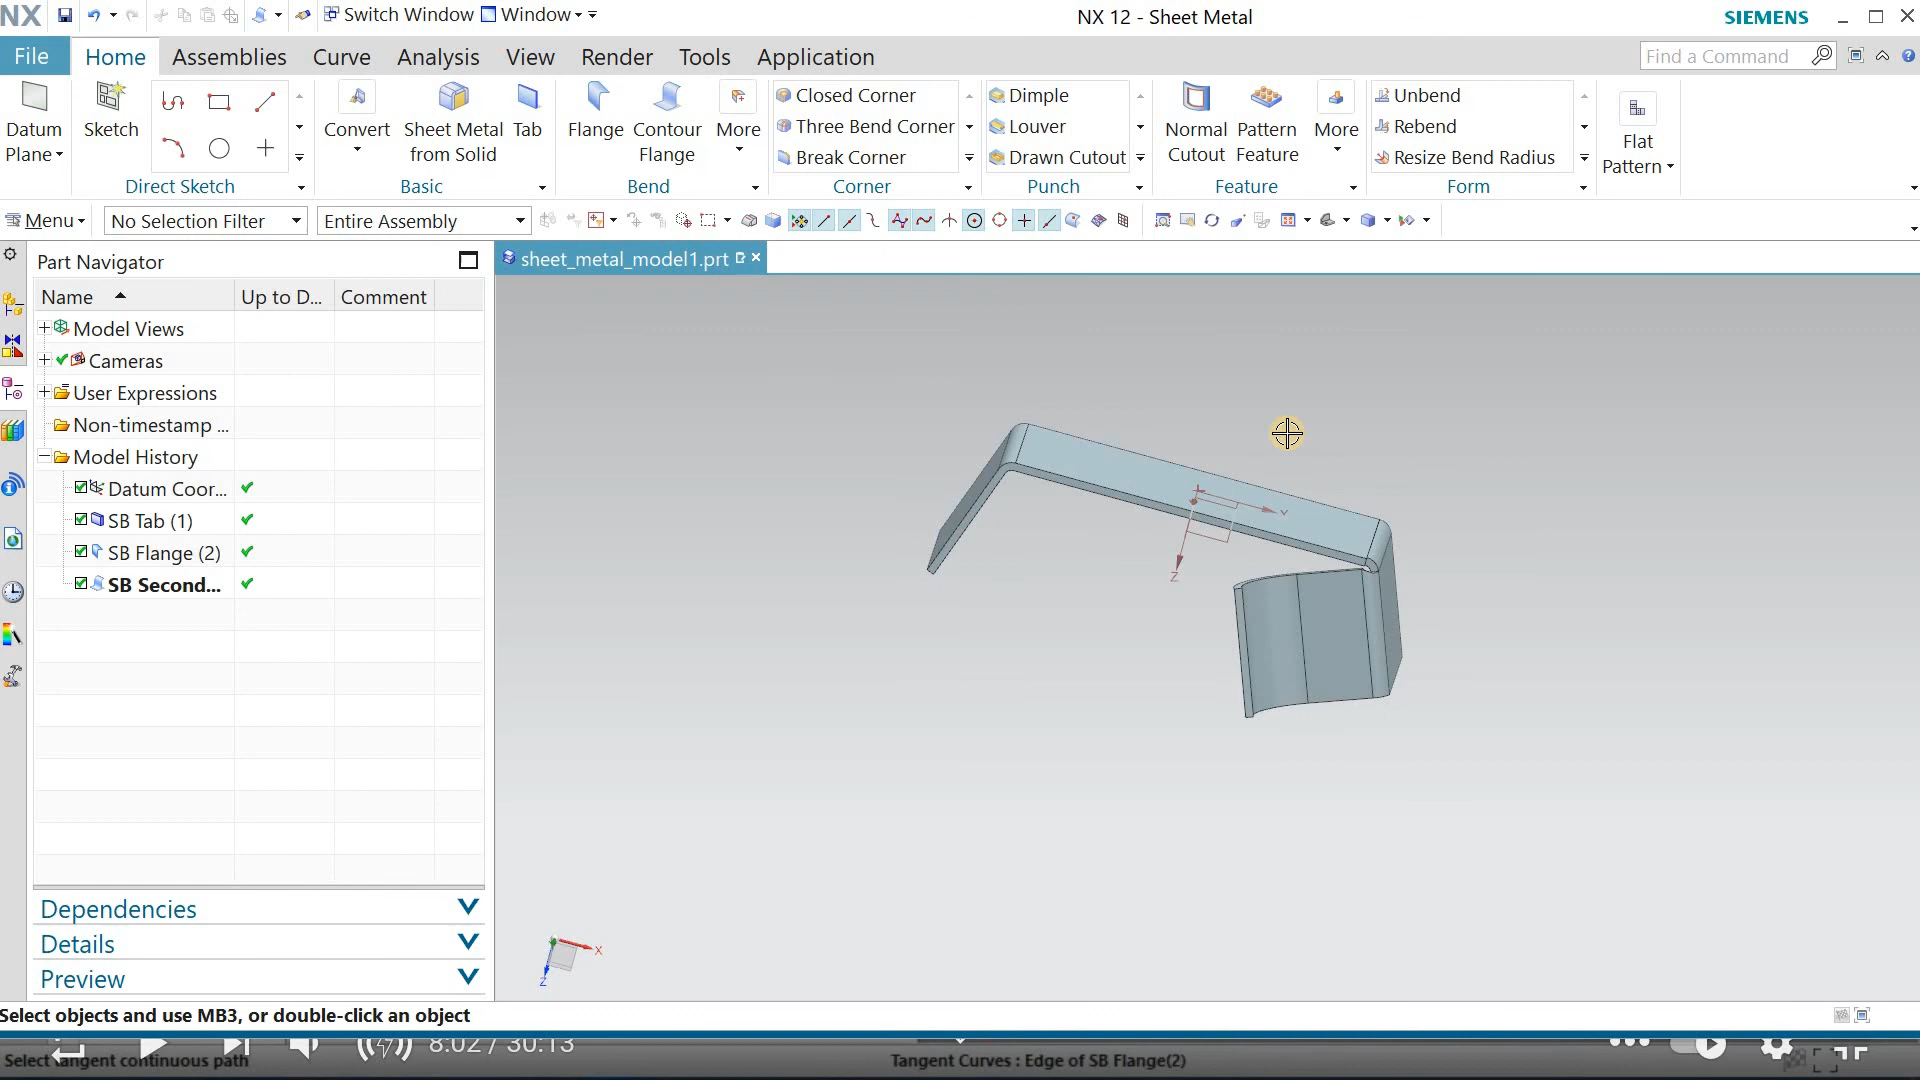 NX Switch Window Window NX 12 - Sheet Metal SIEMENS
File Home Assemblies Curve Analysis View Render Tools Application Find a Command
Datum Plane Sketch Convert Sheet Metal from Solid Tab Flange Contour Flange More
Closed Corner
Three Bend Corner
Break Corner
Dimple
Louver
Drawn Cutout
Normal Cutout Pattern Feature More
Unbend
Rebend
Resize Bend Radius
Flat Pattern
Direct Sketch Basic Bend Corner Punch Feature Form
Menu No Selection Filter Entire Assembly
Part Navigator
sheet_metal_model1.prt
Name Up to D... Comment
Model Views
Cameras
User Expressions
Non-timestamp ...
Model History
Datum Coor...
SB Tab (1)
SB Flange (2)
SB Second...
Y
Z
Dependencies
Details
Preview
X
Z
Select objects and use MB3, or double-click an object
8:02 / 30:13
Select tangent continuous path Tangent Curves : Edge of SB Flange(2)